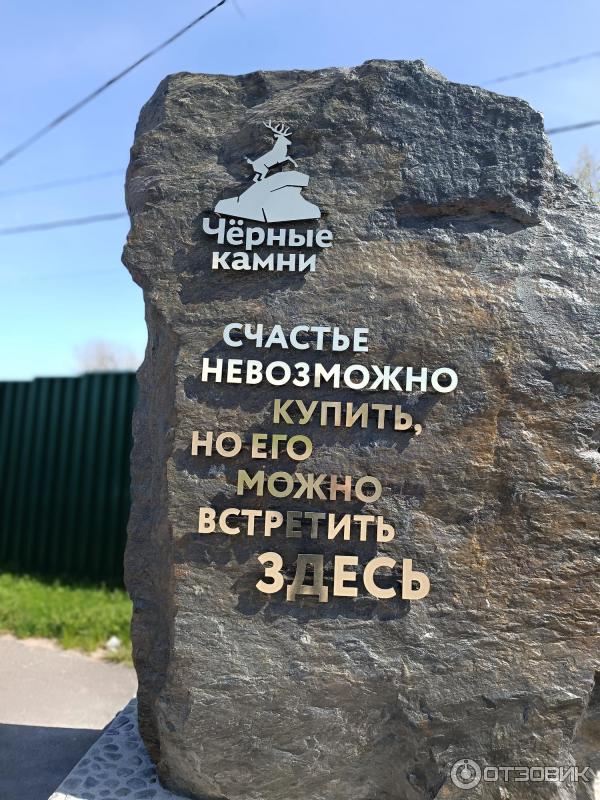 Чёрные
камни
СЧАСТЬЕ
НЕВОЗМОЖНО
КУПИТЬ,
НО ЕГО
МОЖНО
ВСТРЕТИТЬ
ЗДЕСЬ
ОТЗОВИК